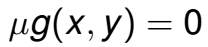 μg(x, y) = 0